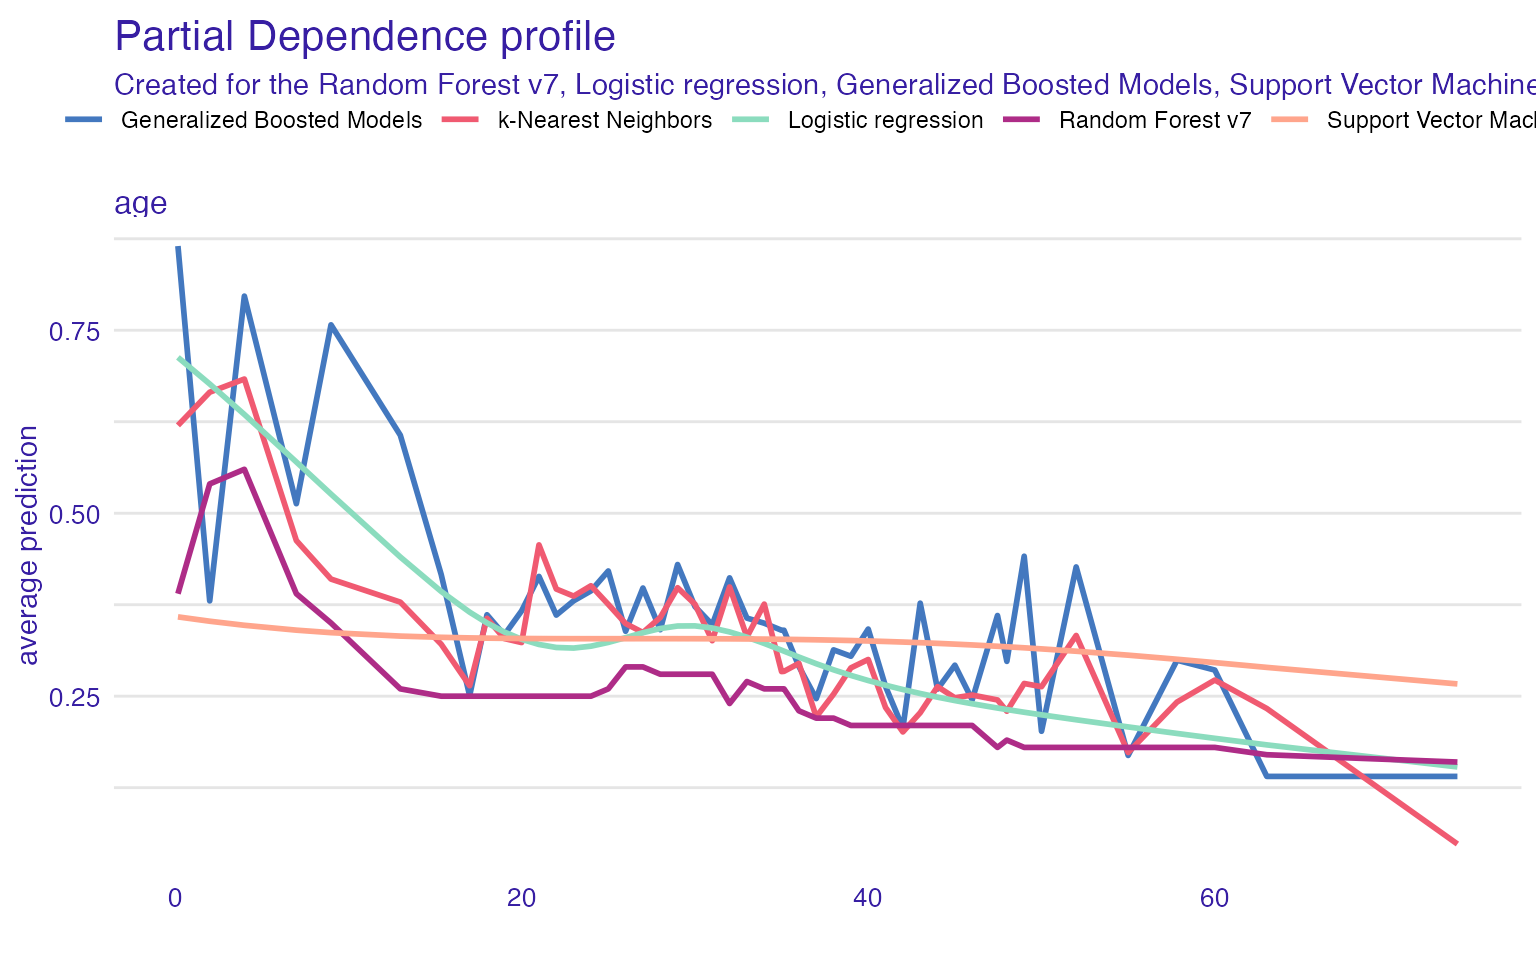 Partial Dependence profile
Created for the Random Forest v7, Logistic regression, Generalized Boosted Models, Support Vector Machine
Generalized Boosted Models k-Nearest Neighbors Logistic regression Random Forest v7 Support Vector
age
average prediction
0.75
0.50
0.25
0 20 40 60